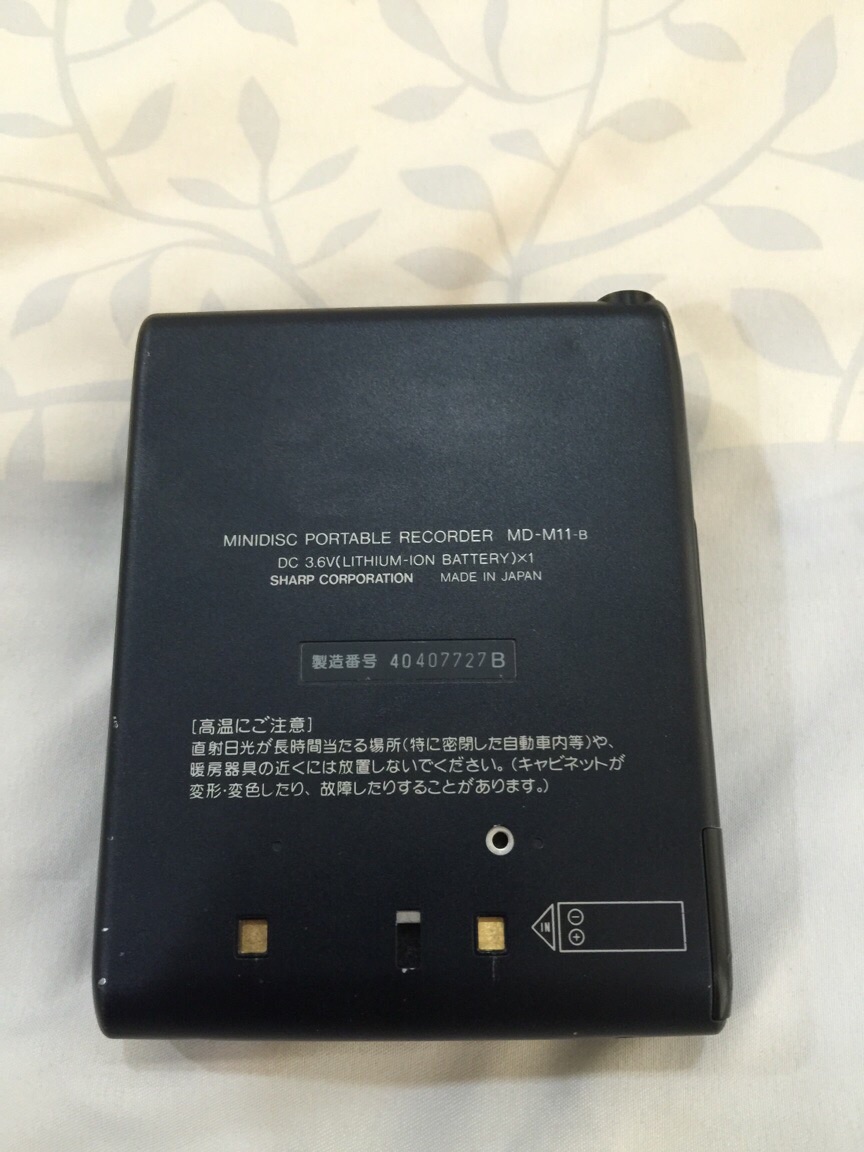 MINIDISC PORTABLE RECORDER MD-M11-B
DC 3.6V(LITHIUM-ION BATTERY)×1
SHARP CORPORATION MADE IN JAPAN
製造番号 40407727B
[高温にご注意]
直射日光が長時間当たる場所(特に密閉した自動車内等)や、
暖房器具の近くには放置しないでください。(キャビネットが
変形・変色したり、故障したりすることがあります。)
IN ⊖
⊕